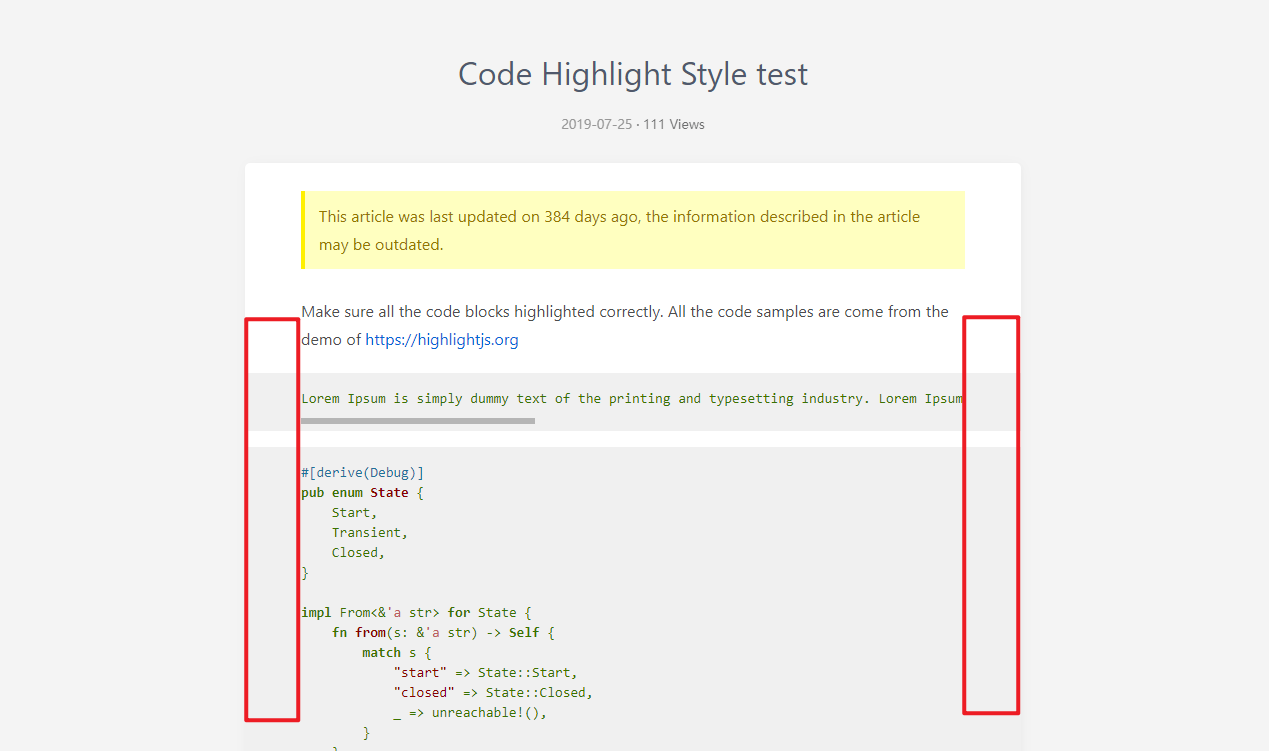 Code Highlight Style test
2019-07-25 · 111 Views
This article was last updated on 384 days ago, the information described in the article
may be outdated.
Make sure all the code blocks highlighted correctly. All the code samples are come from the
demo of https://highlightjs.org
Lorem Ipsum is simply dummy text of the printing and typesetting industry. Lorem Ipsum
#[derive(Debug)]
pub enum State {
    Start,
    Transient,
    Closed,
}
impl From<&'a str> for State {
    fn from(s: &'a str) -> Self {
        match s {
            "start" => State::Start,
            "closed" => State::Closed,
            _ => unreachable!(),
        }
    }